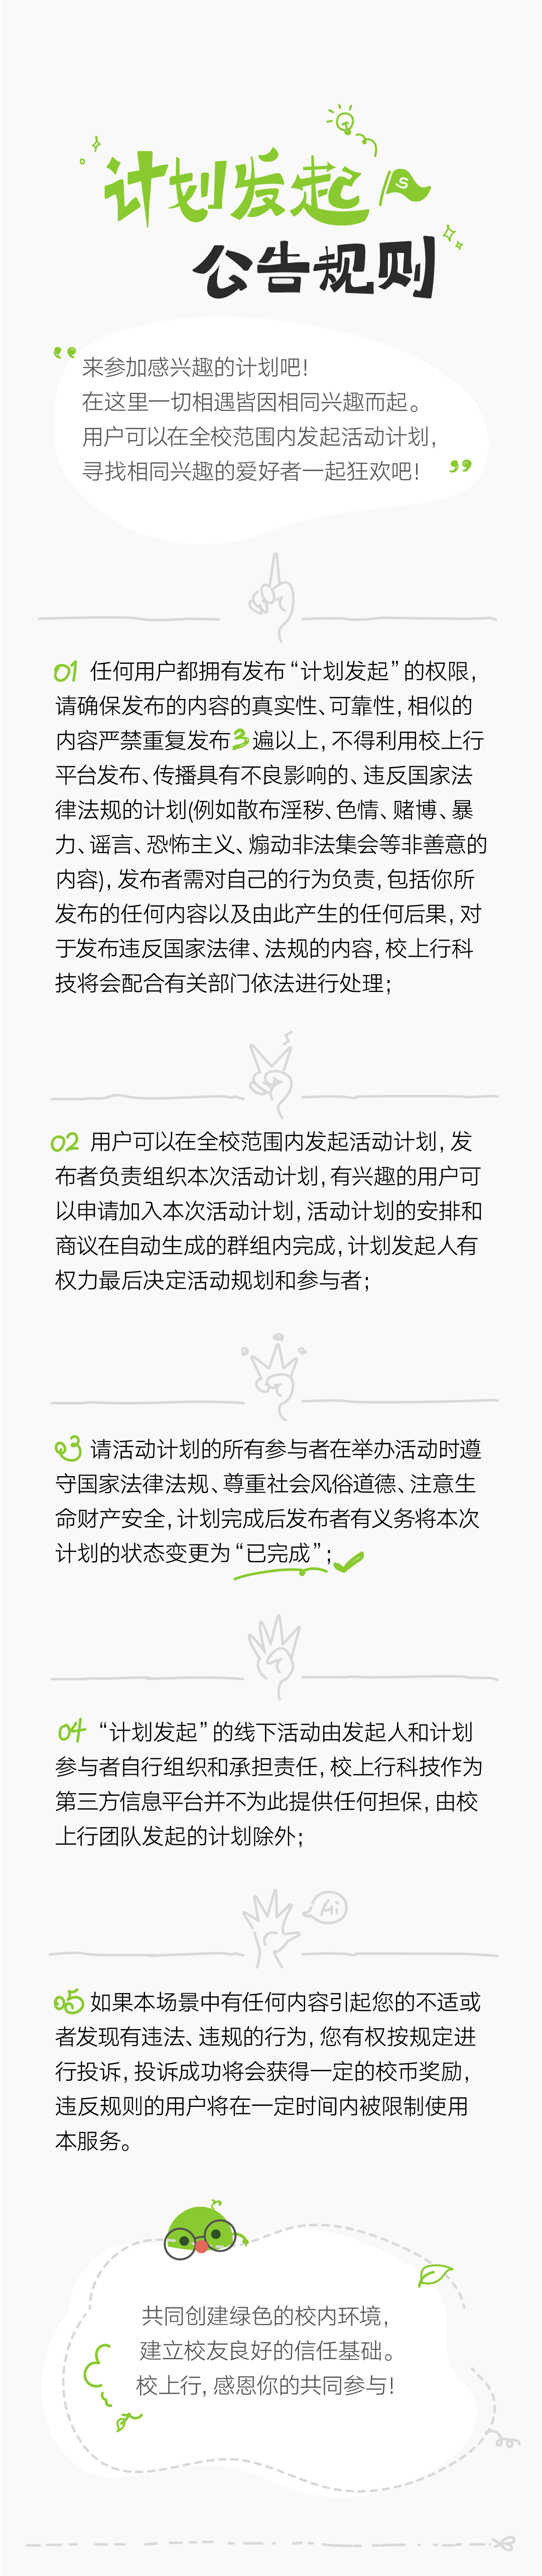 计划发起
S
公告规则
来参加感兴趣的计划吧!
在这里一切相遇皆因相同兴趣而起。
用户可以在全校范围内发起活动计划,
寻找相同兴趣的爱好者一起狂欢吧!
01 任何用户都拥有发布“计划发起”的权限,
请确保发布的内容的真实性、可靠性, 相似的
内容严禁重复发布3遍以上, 不得利用校上行
平台发布、传播具有不良影响的、违反国家法
律法规的计划(例如散布淫秽、色情、赌博、暴
力、谣言、恐怖主义、煽动非法集会等非善意的
内容), 发布者需对自己的行为负责, 包括你所
发布的任何内容以及由此产生的任何后果, 对
于发布违反国家法律、法规的内容, 校上行科
技将会配合有关部门依法进行处理;
02 用户可以在全校范围内发起活动计划, 发
布者负责组织本次活动计划, 有兴趣的用户可
以申请加入本次活动计划, 活动计划的安排和
商议在自动生成的群组内完成, 计划发起人有
权力最后决定活动规划和参与者;
03 请活动计划的所有参与者在举办活动时遵
守国家法律法规、尊重社会风俗道德、注意生
命财产安全, 计划完成后发布者有义务将本次
计划的状态变更为“已完成”;
04 “计划发起”的线下活动由发起人和计划
参与者自行组织和承担责任, 校上行科技作为
第三方信息平台并不为此提供任何担保, 由校
上行团队发起的计划除外;
Hi
05 如果本场景中有任何内容引起您的不适或
者发现有违法、违规的行为, 您有权按规定进
行投诉, 投诉成功将会获得一定的校币奖励,
违反规则的用户将在一定时间内被限制使用
本服务。
共同创建绿色的校内环境,
建立校友良好的信任基础。
校上行, 感恩你的共同参与!